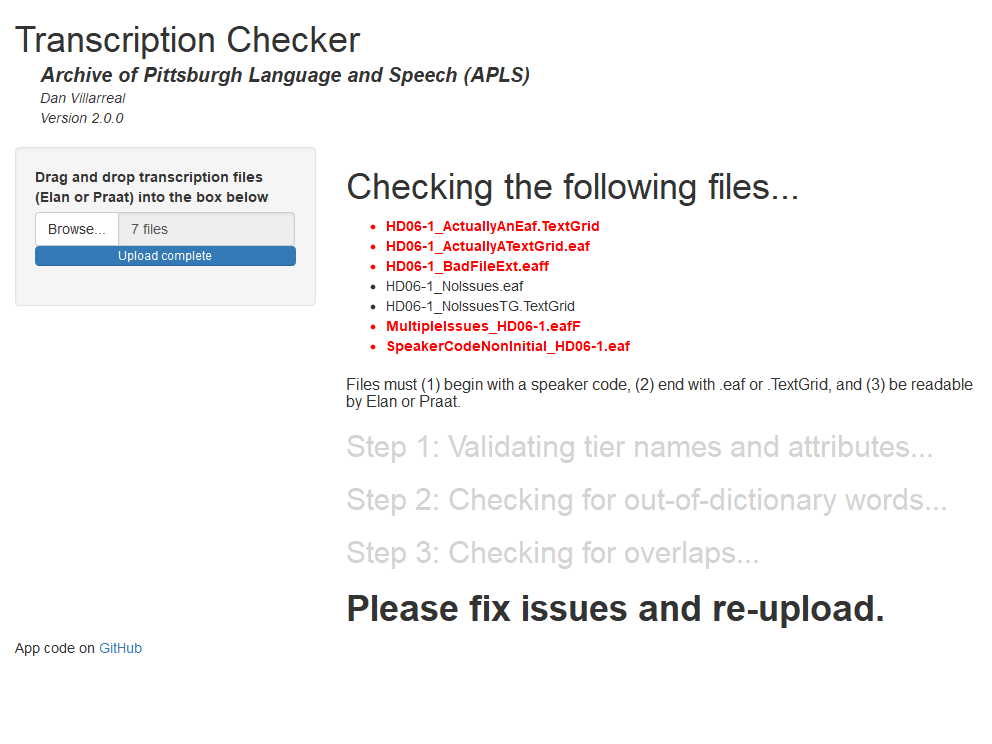 Transcription Checker
Archive of Pittsburgh Language and Speech (APLS)
Dan Villarreal
Version 2.0.0
Drag and drop transcription files
(Elan or Praat) into the box below
Browse... 7 files
Upload complete
Checking the following files...
HD06-1_ActuallyAnEaf.TextGrid
HD06-1_ActuallyATextGrid.eaf
HD06-1_BadFileExt.eaff
HD06-1_NoIssues.eaf
HD06-1_NoIssuesTG.TextGrid
MultipleIssues_HD06-1.eafF
SpeakerCodeNonInitial_HD06-1.eaf
Files must (1) begin with a speaker code, (2) end with .eaf or .TextGrid, and (3) be readable
by Elan or Praat.
Step 1: Validating tier names and attributes...
Step 2: Checking for out-of-dictionary words...
Step 3: Checking for overlaps...
Please fix issues and re-upload.
App code on GitHub